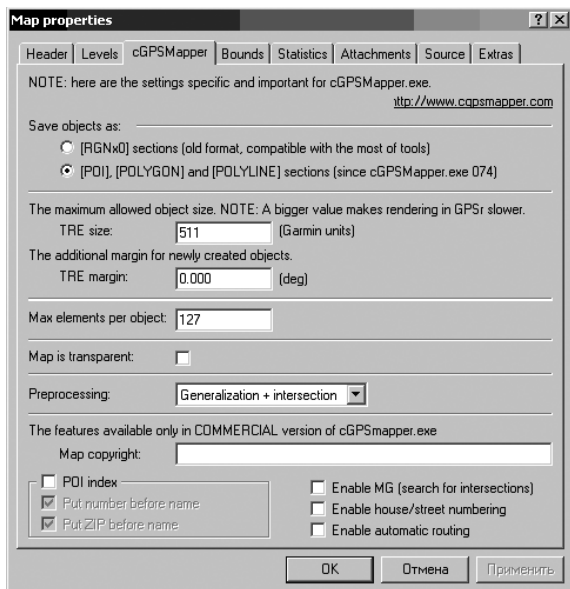 Map properties
Header Levels cGPSMapper Bounds Statistics Attachments Source Extras
NOTE: here are the settings specific and important for cGPSMapper.exe.
http://www.cgpsmapper.com
Save objects as:
[RGNx0] sections (old format, compatible with the most of tools)
[POI], [POLYGON] and [POLYLINE] sections (since cGPSMapper.exe 074)
The maximum allowed object size. NOTE: A bigger value makes rendering in GPSr slower.
TRE size: 511 (Garmin units)
The additional margin for newly created objects.
TRE margin: 0.000 (deg)
Max elements per object: 127
Map is transparent:
Preprocessing: Generalization + intersection
The features available only in COMMERCIAL version of cGPSmapper.exe
Map copyright:
POI index
Put number before name
Put ZIP before name
Enable MG (search for intersections)
Enable house/street numbering
Enable automatic routing
OK Отмена Применить